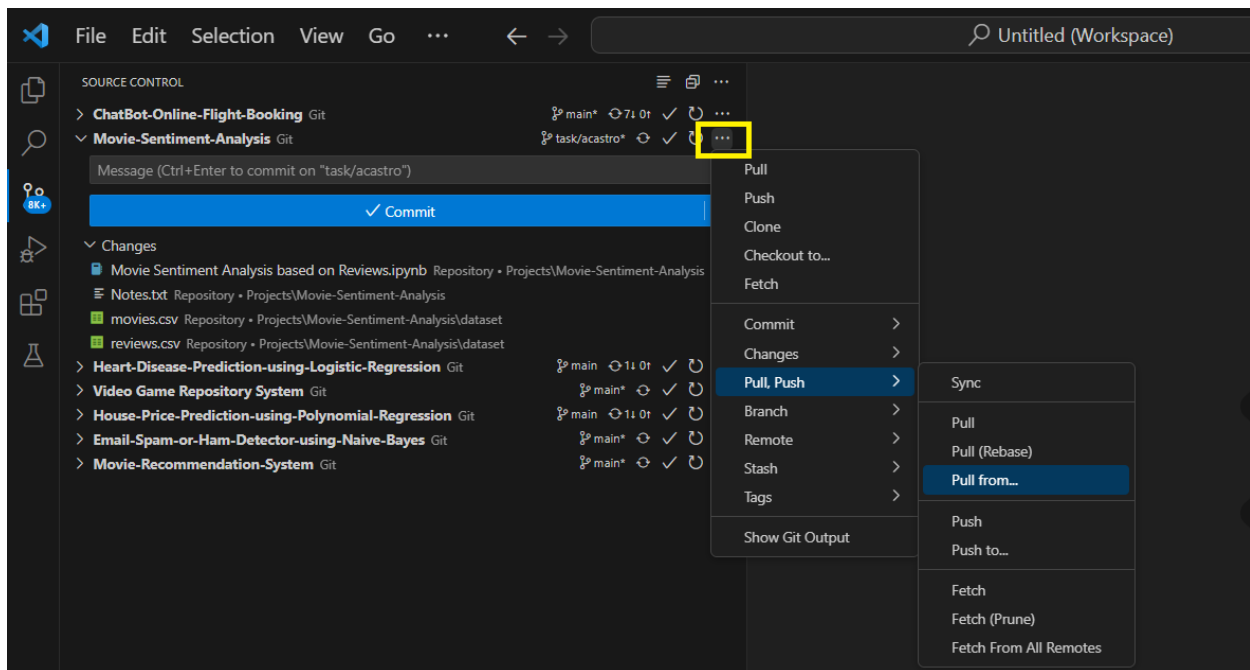 File Edit Selection View Go ··· Untitled (Workspace)
SOURCE CONTROL
ChatBot-Online-Flight-Booking Git main* 7↓ 0↑
Movie-Sentiment-Analysis Git task/acastro*
Message (Ctrl+Enter to commit on "task/acastro")
Commit
8K+
Changes
Movie Sentiment Analysis based on Reviews.ipynb Repository • Projects\Movie-Sentiment-Analysis
Notes.txt Repository • Projects\Movie-Sentiment-Analysis
movies.csv Repository • Projects\Movie-Sentiment-Analysis\dataset
reviews.csv Repository • Projects\Movie-Sentiment-Analysis\dataset
Heart-Disease-Prediction-using-Logistic-Regression Git main 1↓ 0↑
Video Game Repository System Git main*
House-Price-Prediction-using-Polynomial-Regression Git main 1↓ 0↑
Email-Spam-or-Ham-Detector-using-Naive-Bayes Git main*
Movie-Recommendation-System Git main*
Pull
Push
Clone
Checkout to...
Fetch
Commit
Changes
Pull, Push
Branch
Remote
Stash
Tags
Show Git Output
Sync
Pull
Pull (Rebase)
Pull from...
Push
Push to...
Fetch
Fetch (Prune)
Fetch From All Remotes